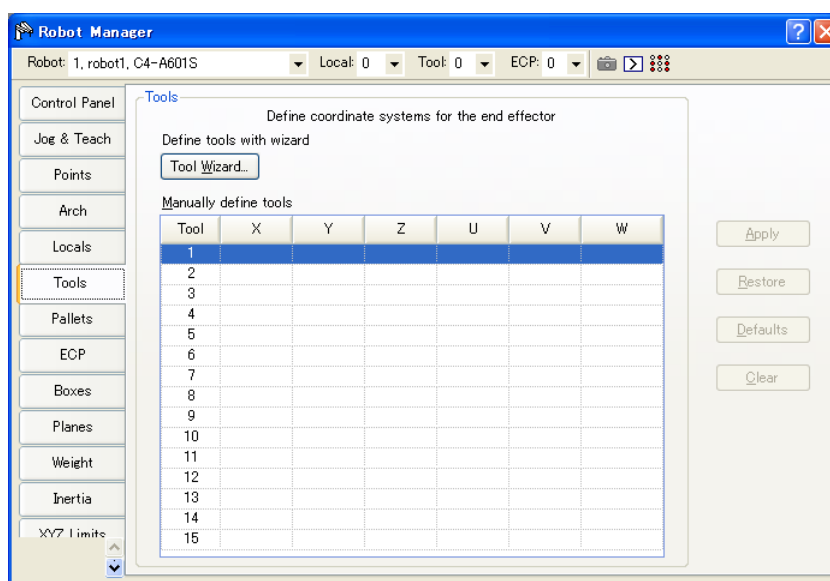 Robot Manager
Robot: 1, robot1, C4-A601S Local: 0 Tool: 0 ECP: 0
Control Panel
Jog & Teach
Points
Arch
Locals
Tools
Pallets
ECP
Boxes
Planes
Weight
Inertia
XYZ Limits
Tools
Define coordinate systems for the end effector
Define tools with wizard
Tool Wizard...
Manually define tools
Tool X Y Z U V W
1
2
3
4
5
6
7
8
9
10
11
12
13
14
15
Apply
Restore
Defaults
Clear